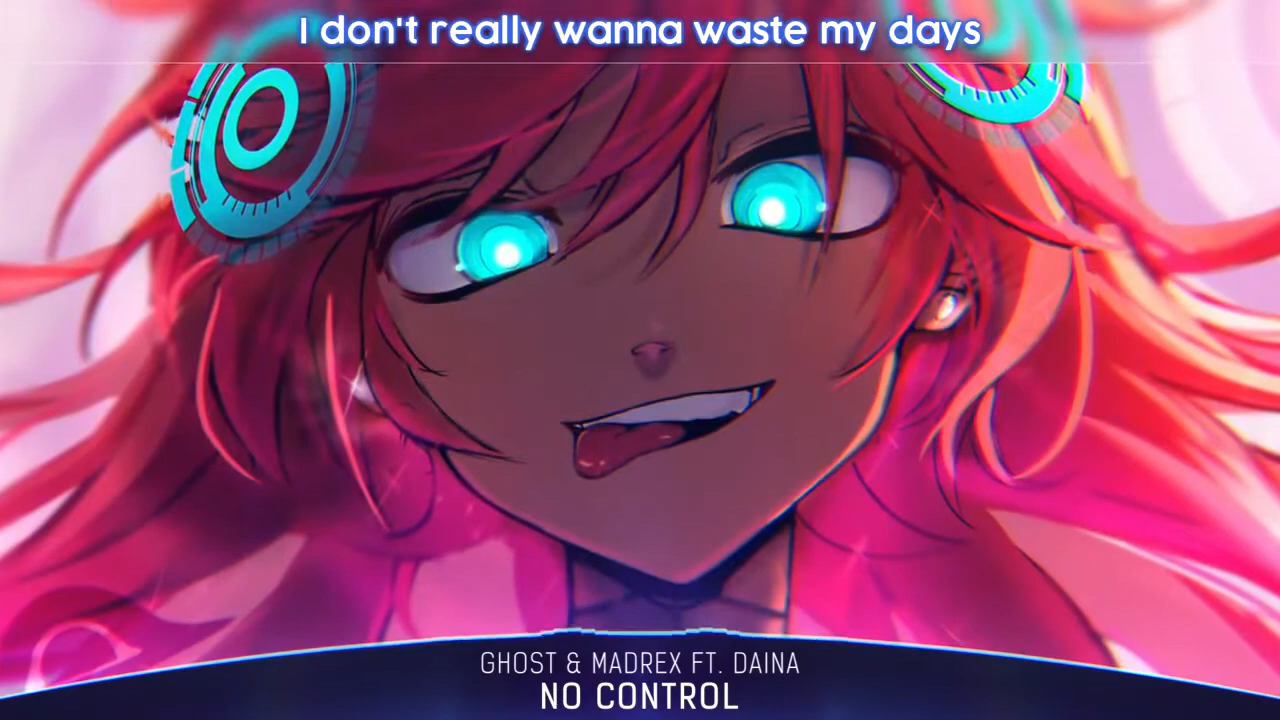 I don't really wanna waste my days
GHOST & MADREX FT. DAINA
NO CONTROL